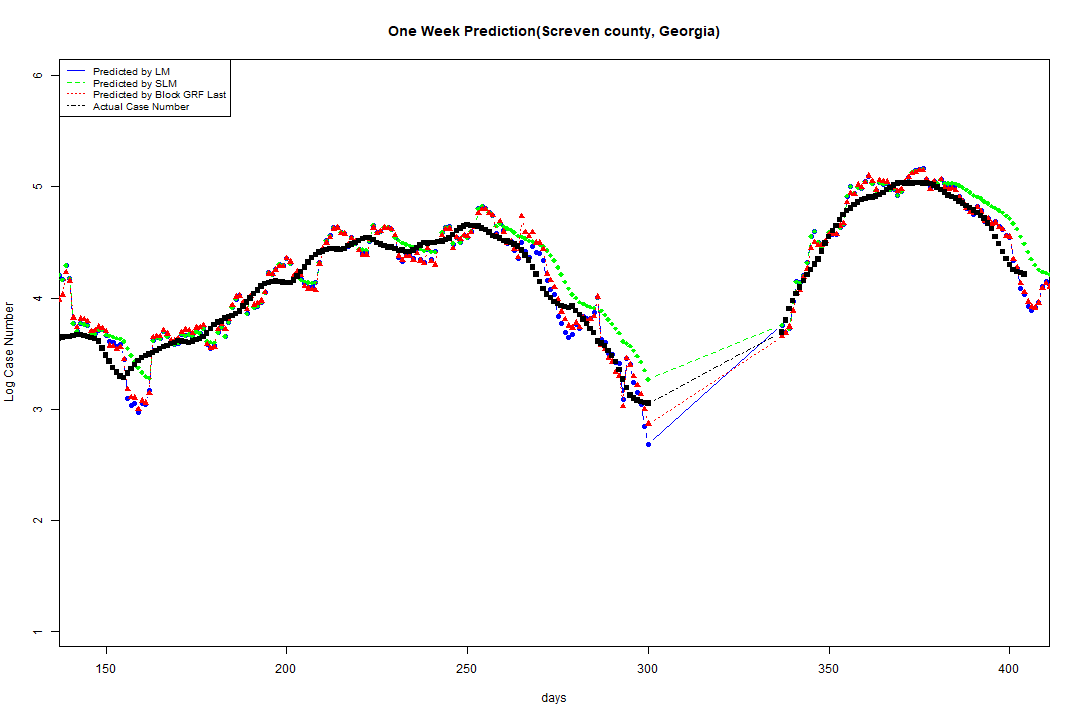 One Week Prediction(Screven county, Georgia)
Predicted by LM
Predicted by SLM
Predicted by Block GRF Last
Actual Case Number
6
5
4
3
2
1
Log Case Number
150 200 250 300 350 400
days